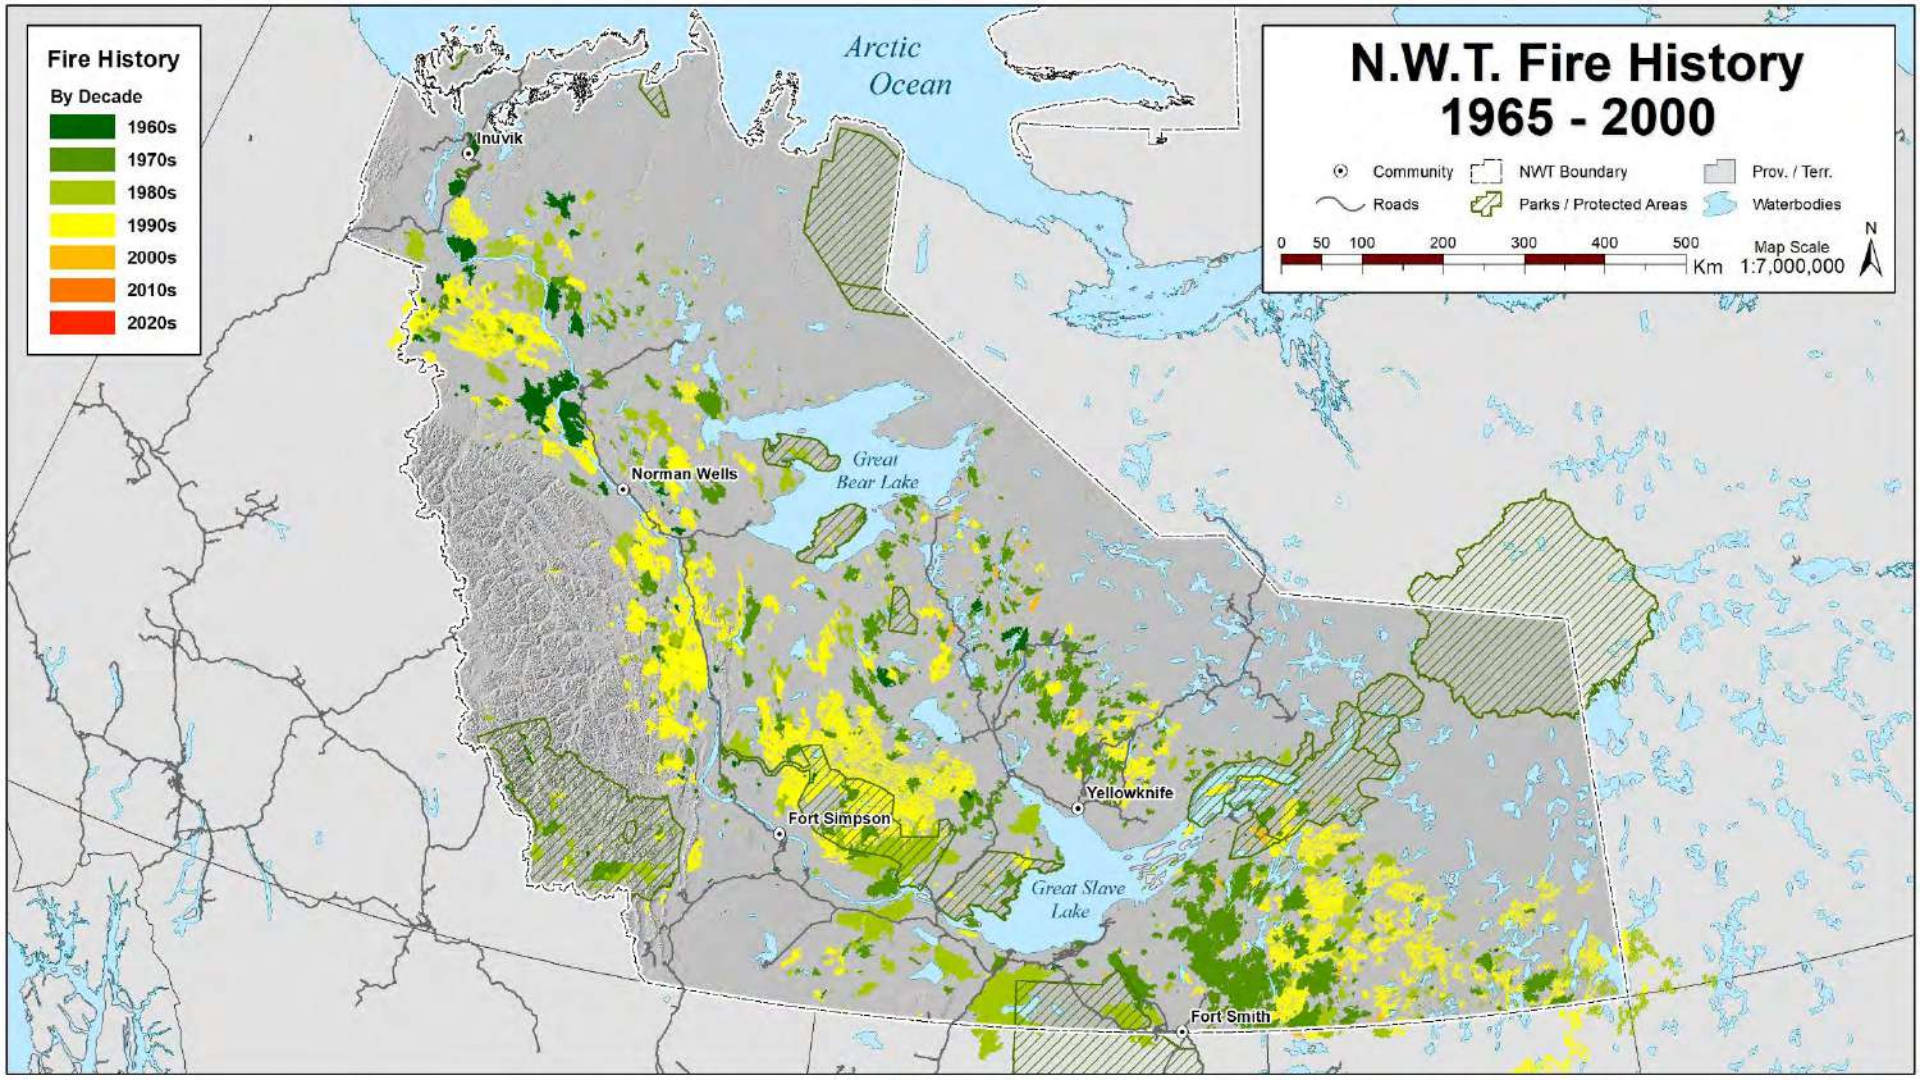 Fire History
By Decade
1960s
1970s
1980s
1990s
2000s
2010s
2020s
N.W.T. Fire History
1965 - 2000
Community
NWT Boundary
Prov. / Terr.
Roads
Parks / Protected Areas
Waterbodies
0 50 100 200 300 400 500
Km
Map Scale
1:7,000,000
N
Arctic
Ocean
Inuvik
Norman Wells
Great
Bear Lake
Yellowknife
Fort Simpson
Great Slave
Lake
Fort Smith